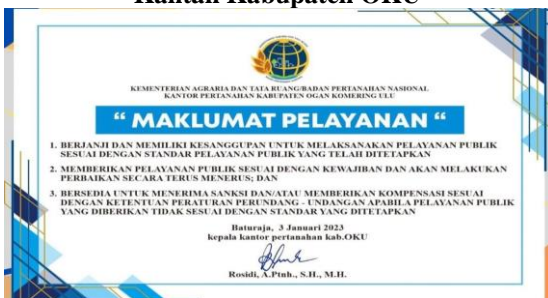 Kantah Kabupaten OKU
KEMENTERIAN AGRARIA DAN TATA RUANG/BADAN PERTANAHAN NASIONAL
KANTOR PERTANAHAN KABUPATEN OGAN KOMERING ULU
“ MAKLUMAT PELAYANAN “
1. BERJANJI DAN MEMILIKI KESANGGUPAN UNTUK MELAKSANAKAN PELAYANAN PUBLIK
SESUAI DENGAN STANDAR PELAYANAN PUBLIK YANG TELAH DITETAPKAN
2. MEMBERIKAN PELAYANAN PUBLIK SESUAI DENGAN KEWAJIBAN DAN AKAN MELAKUKAN
PERBAIKAN SECARA TERUS MENERUS; DAN
3. BERSEDIA UNTUK MENERIMA SANKSI DAN/ATAU MEMBERIKAN KOMPENSASI SESUAI
DENGAN KETENTUAN PERATURAN PERUNDANG - UNDANGAN APABILA PELAYANAN PUBLIK
YANG DIBERIKAN TIDAK SESUAI DENGAN STANDAR YANG DITETAPKAN
Baturaja, 3 Januari 2023
kepala kantor pertanahan kab.OKU
Rosidi, A.Ptnh., S.H., M.H.